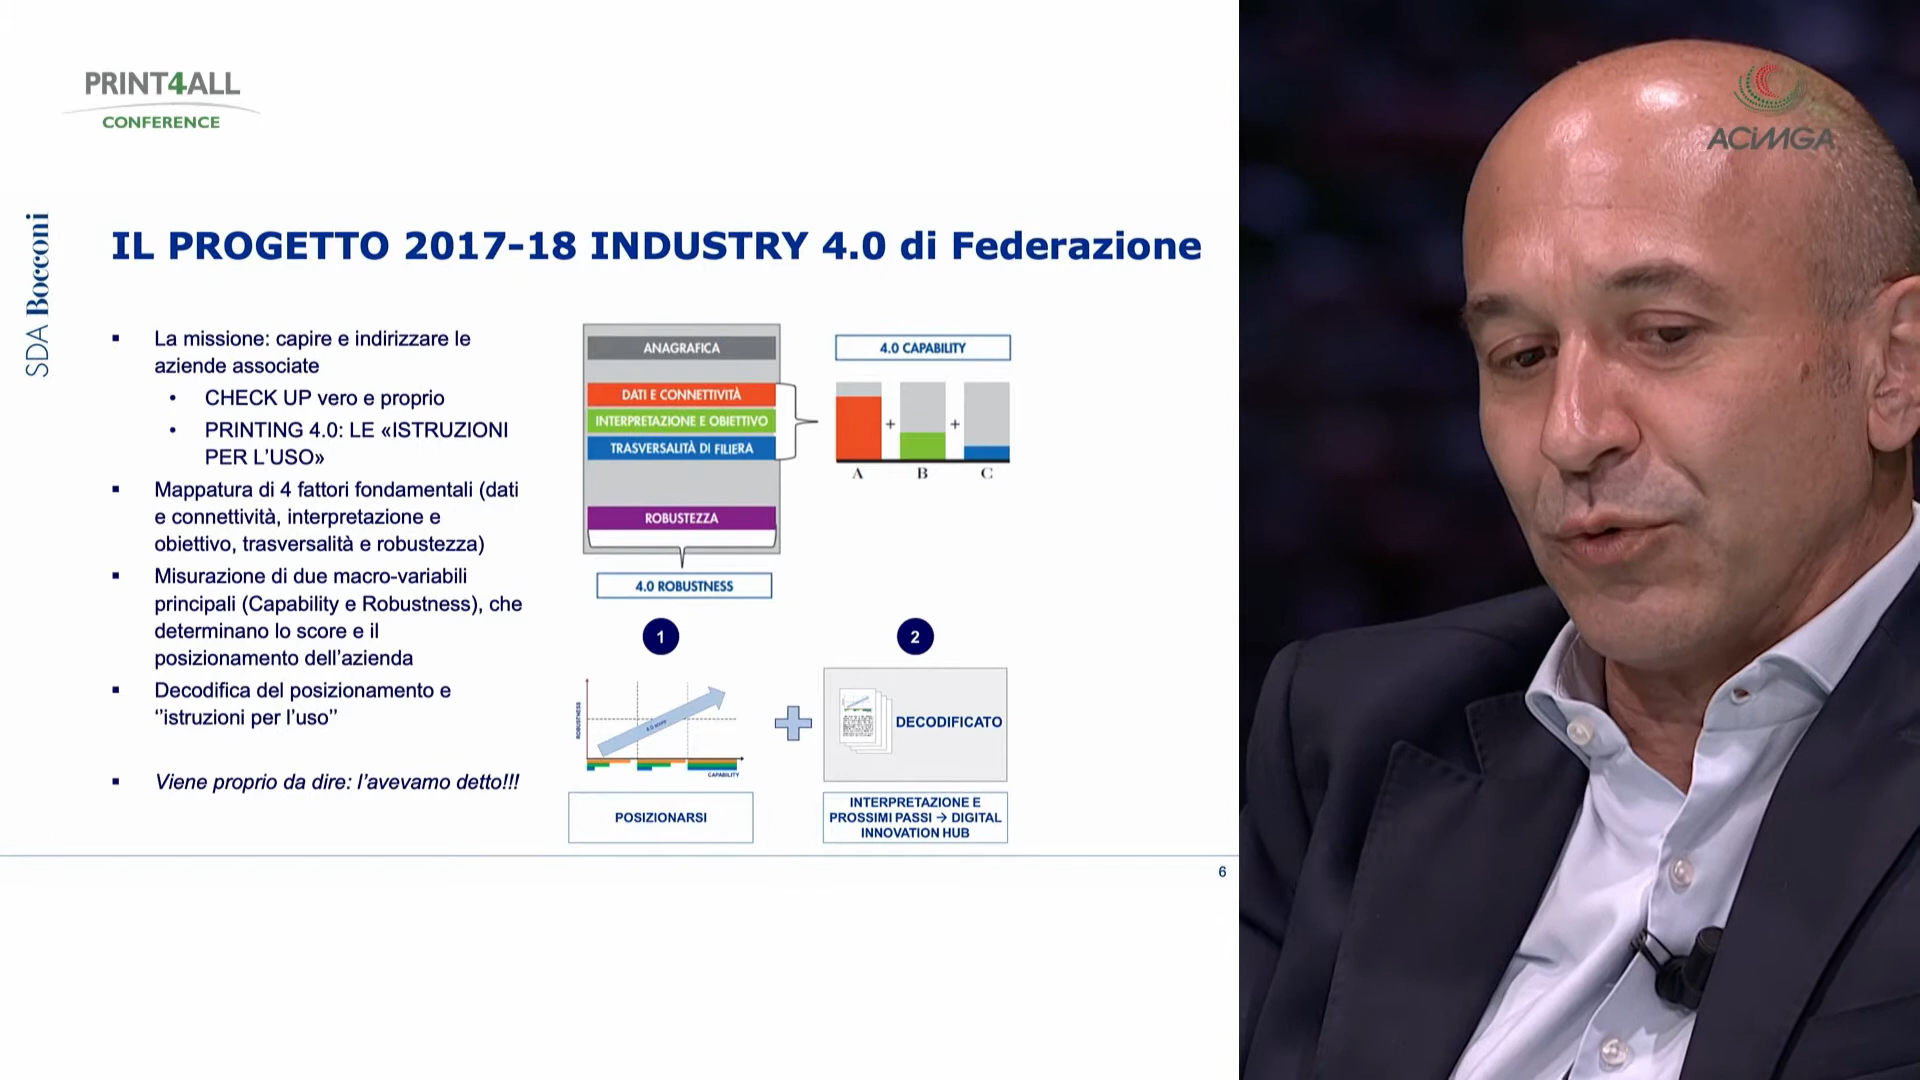 PRINT4ALL
CONFERENCE
ACIMGA
SDA Bocconi
IL PROGETTO 2017-18 INDUSTRY 4.0 di Federazione
▪ La missione: capire e indirizzare le
aziende associate
• CHECK UP vero e proprio
• PRINTING 4.0: LE «ISTRUZIONI
PER L’USO»
▪ Mappatura di 4 fattori fondamentali (dati
e connettività, interpretazione e
obiettivo, trasversalità e robustezza)
▪ Misurazione di due macro-variabili
principali (Capability e Robustness), che
determinano lo score e il
posizionamento dell’azienda
▪ Decodifica del posizionamento e
‘’istruzioni per l’uso’’
▪ Viene proprio da dire: l’avevamo detto!!!
ANAGRAFICA
DATI E CONNETTIVITÀ
INTERPRETAZIONE E OBIETTIVO
TRASVERSALITÀ DI FILIERA
ROBUSTEZZA
4.0 ROBUSTNESS
4.0 CAPABILITY
+ +
A B C
1
2
ROBUSTNESS
4.0 score
CAPABILITY
DECODIFICATO
POSIZIONARSI
INTERPRETAZIONE E
PROSSIMI PASSI → DIGITAL
INNOVATION HUB
6